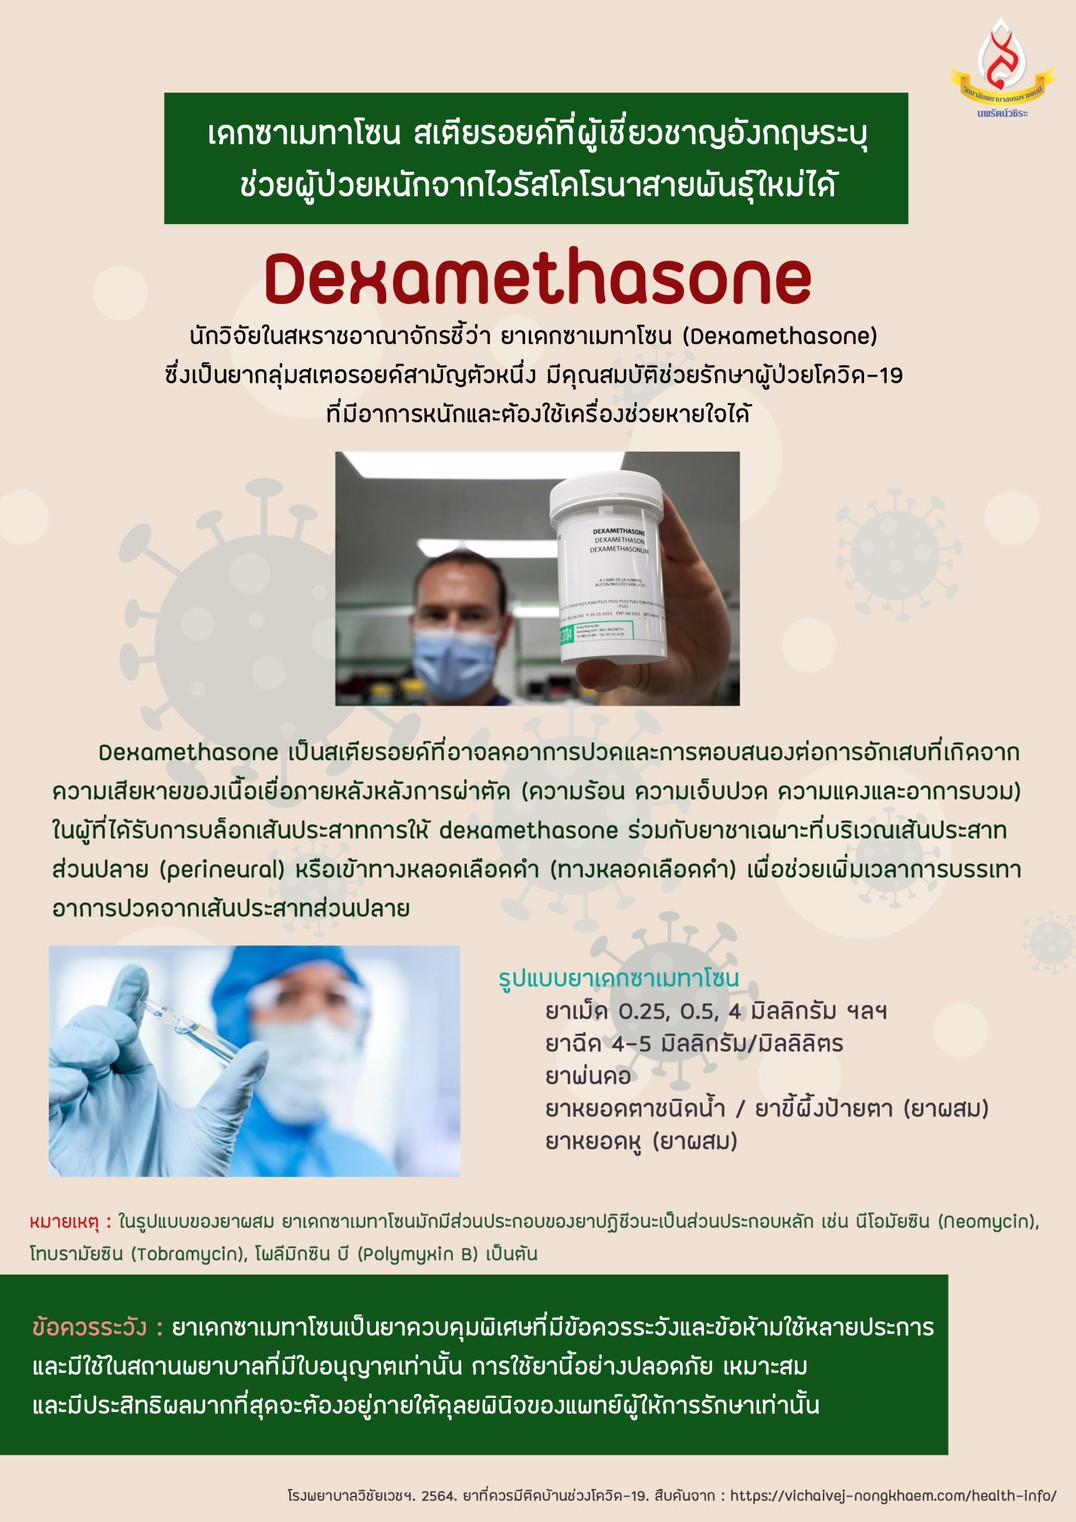 วิทยาลัยพยาบาลบรมราชชนนี
นพรัตน์วชิระ
เดกซาเมทาโซน สเตียรอยด์ที่ผู้เชี่ยวชาญอังกฤษระบุ
ช่วยผู้ป่วยหนักจากไวรัสโคโรนาสายพันธุ์ใหม่ได้
Dexamethasone
นักวิจัยในสหราชอาณาจักรชี้ว่า ยาเดกซาเมทาโซน (Dexamethasone)
ซึ่งเป็นยากลุ่มสเตอรอยด์สามัญตัวหนึ่ง มีคุณสมบัติช่วยรักษาผู้ป่วยโควิด-19
ที่มีอาการหนักและต้องใช้เครื่องช่วยหายใจได้
DEXAMETHASONE
DEXAMETHASON
DEXAMETHASONUM
Dexamethasone เป็นสเตียรอยด์ที่อาจลดอาการปวดและการตอบสนองต่อการอักเสบที่เกิดจาก
ความเสียหายของเนื้อเยื่อภายหลังหลังการผ่าตัด (ความร้อน ความเจ็บปวด ความแดงและอาการบวม)
ในผู้ที่ได้รับการบล็อกเส้นประสาทการให้ dexamethasone ร่วมกับยาชาเฉพาะที่บริเวณเส้นประสาท
ส่วนปลาย (perineural) หรือเข้าทางหลอดเลือดดำ (ทางหลอดเลือดดำ) เพื่อช่วยเพิ่มเวลาการบรรเทา
อาการปวดจากเส้นประสาทส่วนปลาย
รูปแบบยาเดกซาเมทาโซน
ยาเม็ด 0.25, 0.5, 4 มิลลิกรัม ฯลฯ
ยาฉีด 4-5 มิลลิกรัม/มิลลิลิตร
ยาพ่นคอ
ยาหยอดตาชนิดน้ำ / ยาขี้ผึ้งป้ายตา (ยาผสม)
ยาหยอดหู (ยาผสม)
หมายเหตุ : ในรูปแบบของยาผสม ยาเดกซาเมทาโซนมักมีส่วนประกอบของยาปฏิชีวนะเป็นส่วนประกอบหลัก เช่น นีโอมัยซิน (Neomycin),
โทบรามัยซิน (Tobramycin), โพลีมิกซิน บี (Polymyxin B) เป็นต้น
ข้อควรระวัง : ยาเดกซาเมทาโซนเป็นยาควบคุมพิเศษที่มีข้อควรระวังและข้อห้ามใช้หลายประการ
และมีใช้ในสถานพยาบาลที่มีใบอนุญาตเท่านั้น การใช้ยานี้อย่างปลอดภัย เหมาะสม
และมีประสิทธิผลมากที่สุดจะต้องอยู่ภายใต้ดุลยพินิจของแพทย์ผู้ให้การรักษาเท่านั้น
โรงพยาบาลวิชัยเวชฯ. 2564. ยาที่ควรมีติดบ้านช่วงโควิด-19. สืบค้นจาก : https://vichaivej-nongkhaem.com/health-info/